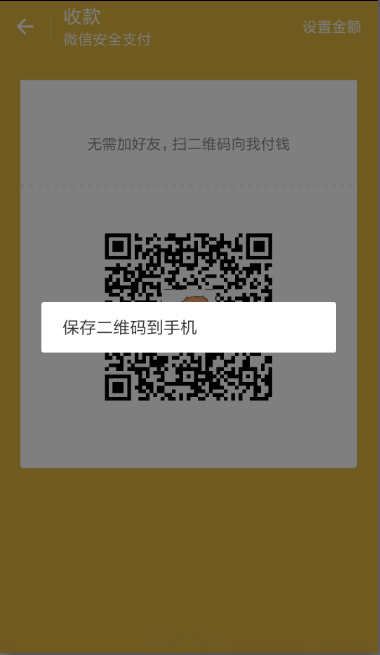 收款
微信安全支付
设置金额
无需加好友，扫二维码向我付钱
保存二维码到手机